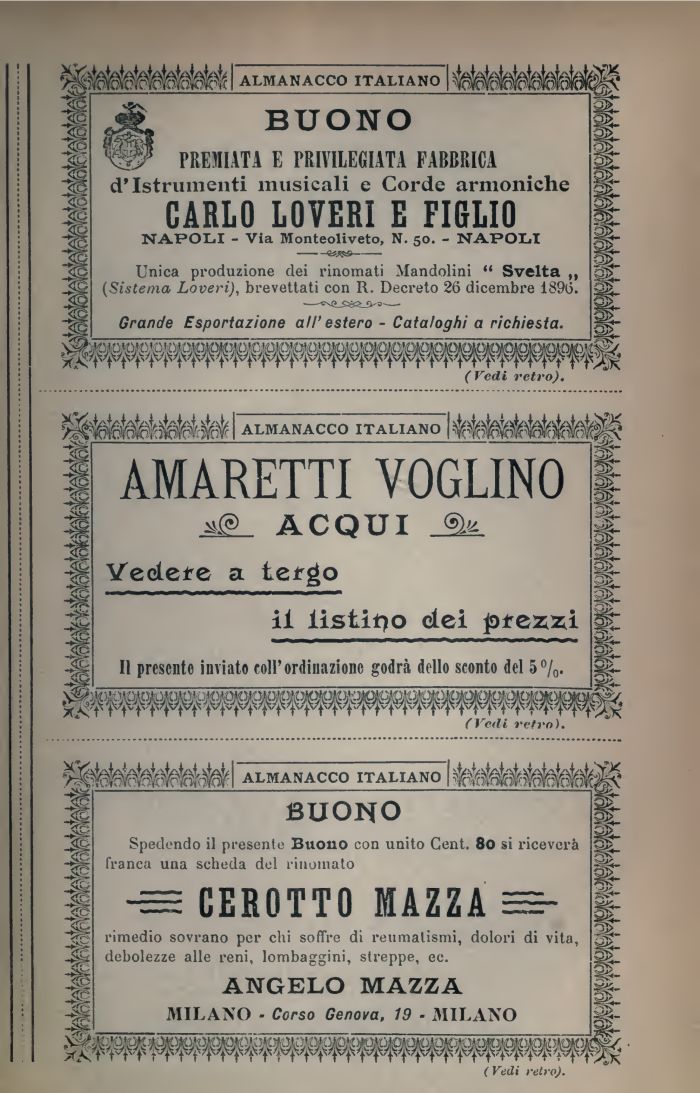 ALMANACCO ITALIANO
BUONO
PREMIATA E PRIVILEGIATA FABBRICA
d'Istrumenti musicali e Corde armoniche
CARLO LOVERI E FIGLIO
NAPOLI - Via Monteoliveto, N. 50. - NAPOLI
Unica produzione dei rinomati Mandolini “ Svelta „
(Sistema Loveri), brevettati con R. Decreto 26 dicembre 1896.
Grande Esportazione all'estero - Cataloghi a richiesta.
(Vedi retro).
ALMANACCO ITALIANO
AMARETTI VOGLINO
ACQUI
Vedere a tergo
il listino dei prezzi
Il presente inviato coll'ordinazione godrà dello sconto del 5 %.
(Vedi retro).
ALMANACCO ITALIANO
BUONO
Spedendo il presente Buono con unito Cent. 80 si riceverà
franca una scheda del rinomato
CEROTTO MAZZA
rimedio sovrano per chi soffre di reumatismi, dolori di vita,
debolezze alle reni, lombaggini, streppe, ec.
ANGELO MAZZA
MILANO - Corso Genova, 19 - MILANO
(Vedi retro).